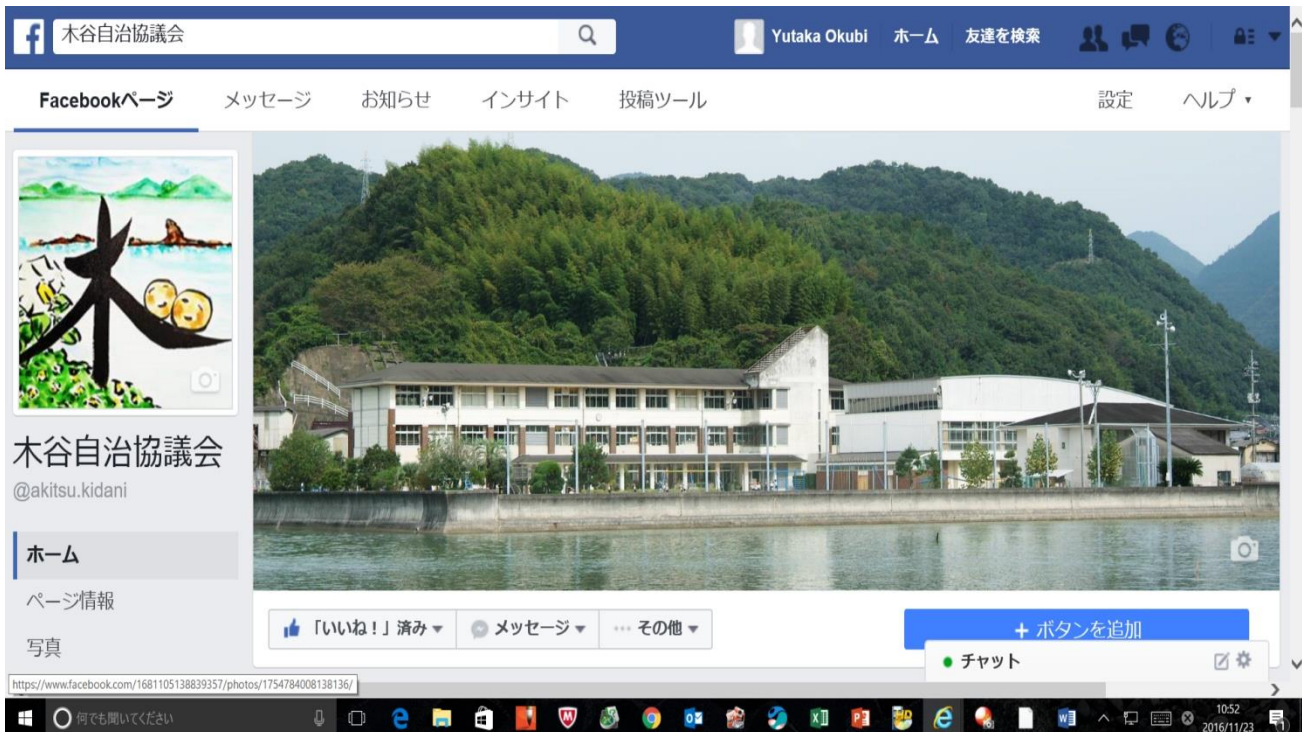 木谷自治協議会
Yutaka Okubi ホーム 友達を検索
Facebookページ メッセージ お知らせ インサイト 投稿ツール 設定 ヘルプ
木
木谷自治協議会
@akitsu.kidani
ホーム
ページ情報
写真
「いいね！」済み メッセージ その他 + ボタンを追加
チャット
https://www.facebook.com/1681105138839357/photos/1754784008138136/
何でも聞いてください
10:52
2016/11/23